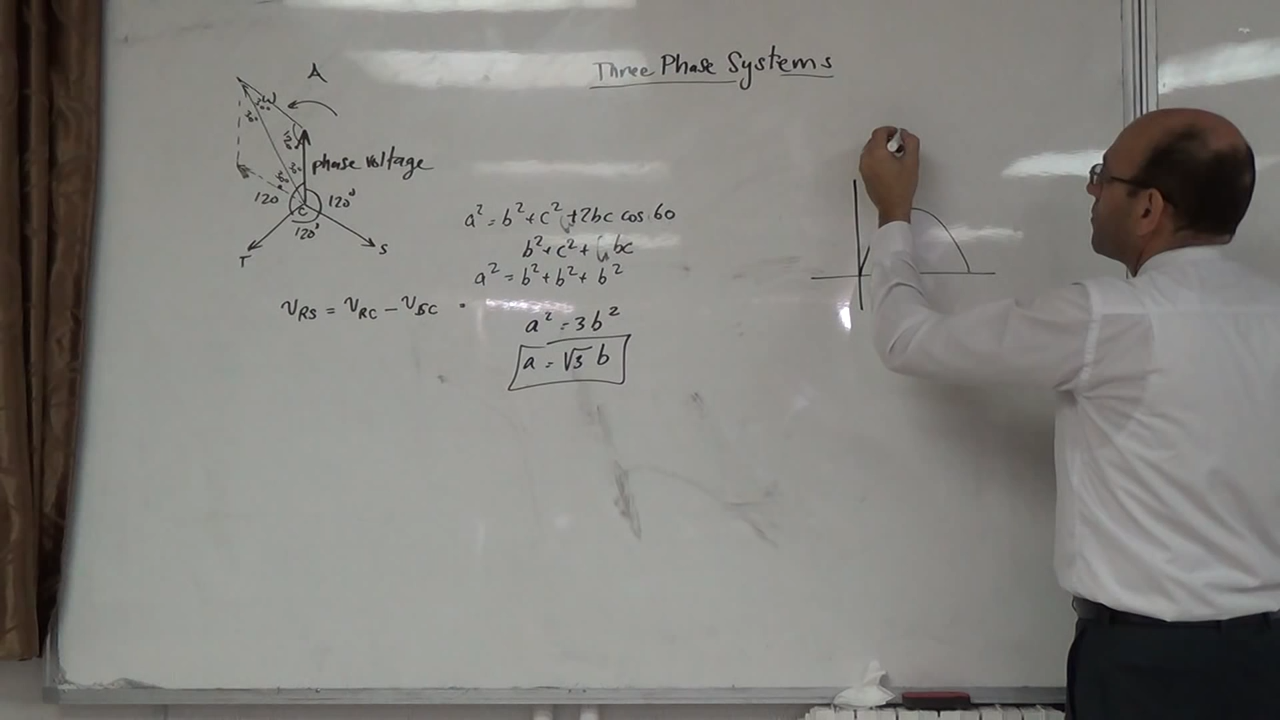 Three Phase Systems
A
ω
phase voltage
120
120°
C
120°
T
S
a² = b² + c² + 2bc cos 60
b² + c² + bc
a² = b² + b² + b²
V_RS = V_RC - V_SC
a² = 3b²
a = √3 b